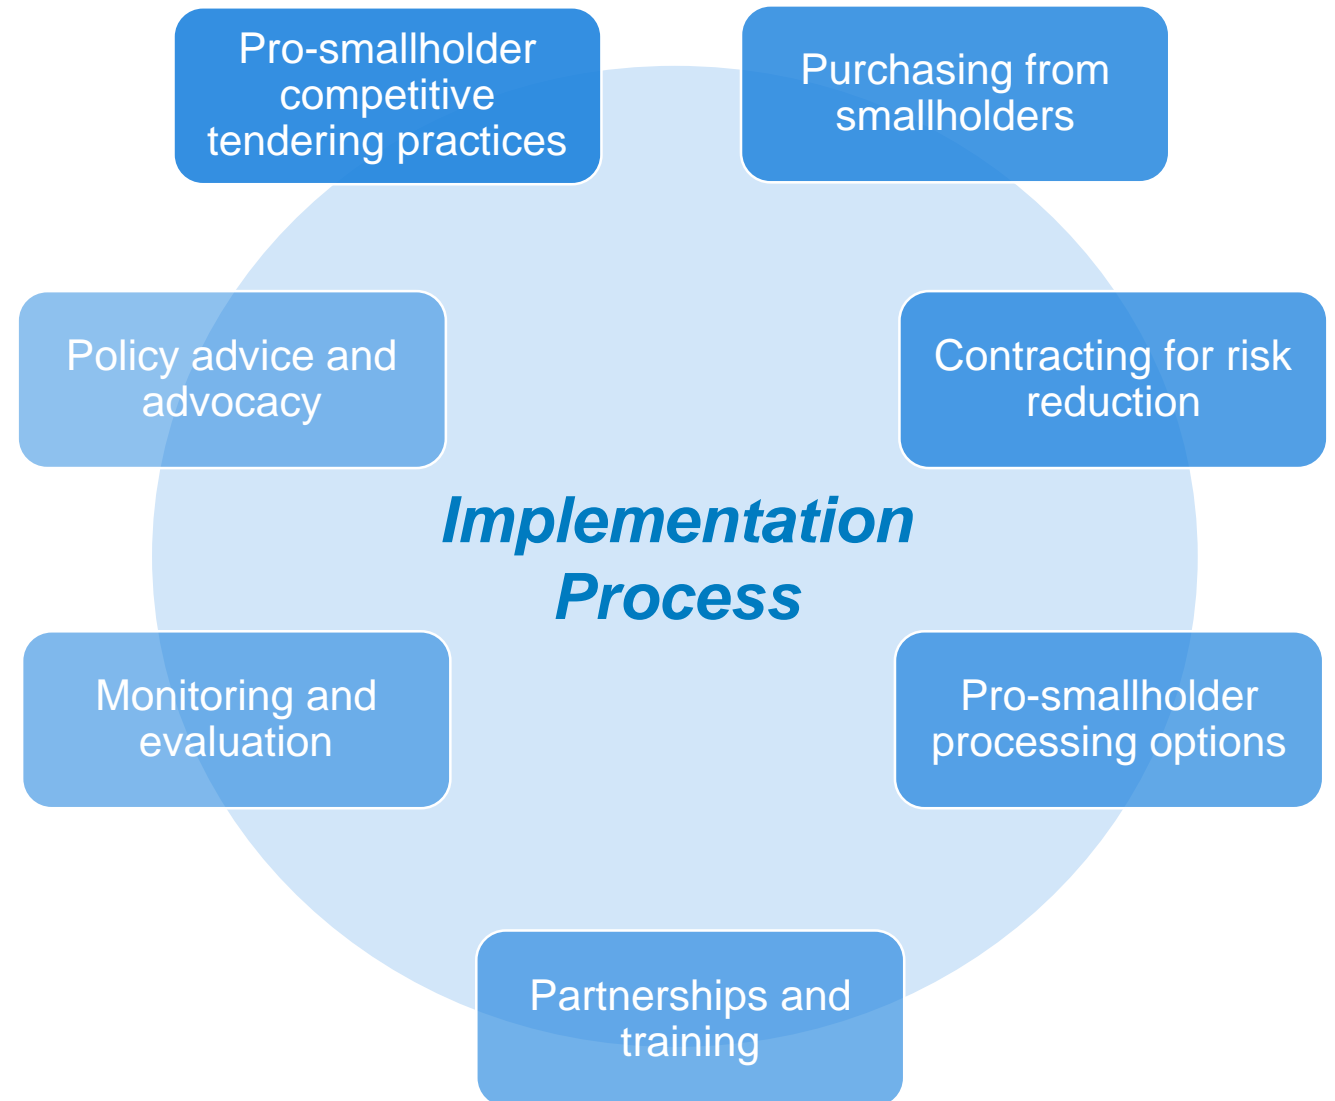 Pro-smallholder
competitive
tendering practices
Purchasing from
smallholders
Policy advice and
advocacy
Contracting for risk
reduction
Implementation
Process
Monitoring and
evaluation
Pro-smallholder
processing options
Partnerships and
training